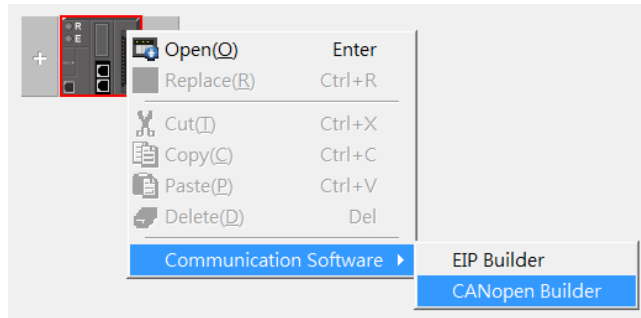 R
E
+
Open(O) Enter
Replace(R) Ctrl+R
Cut(T) Ctrl+X
Copy(C) Ctrl+C
Paste(P) Ctrl+V
Delete(D) Del
Communication Software
EIP Builder
CANopen Builder